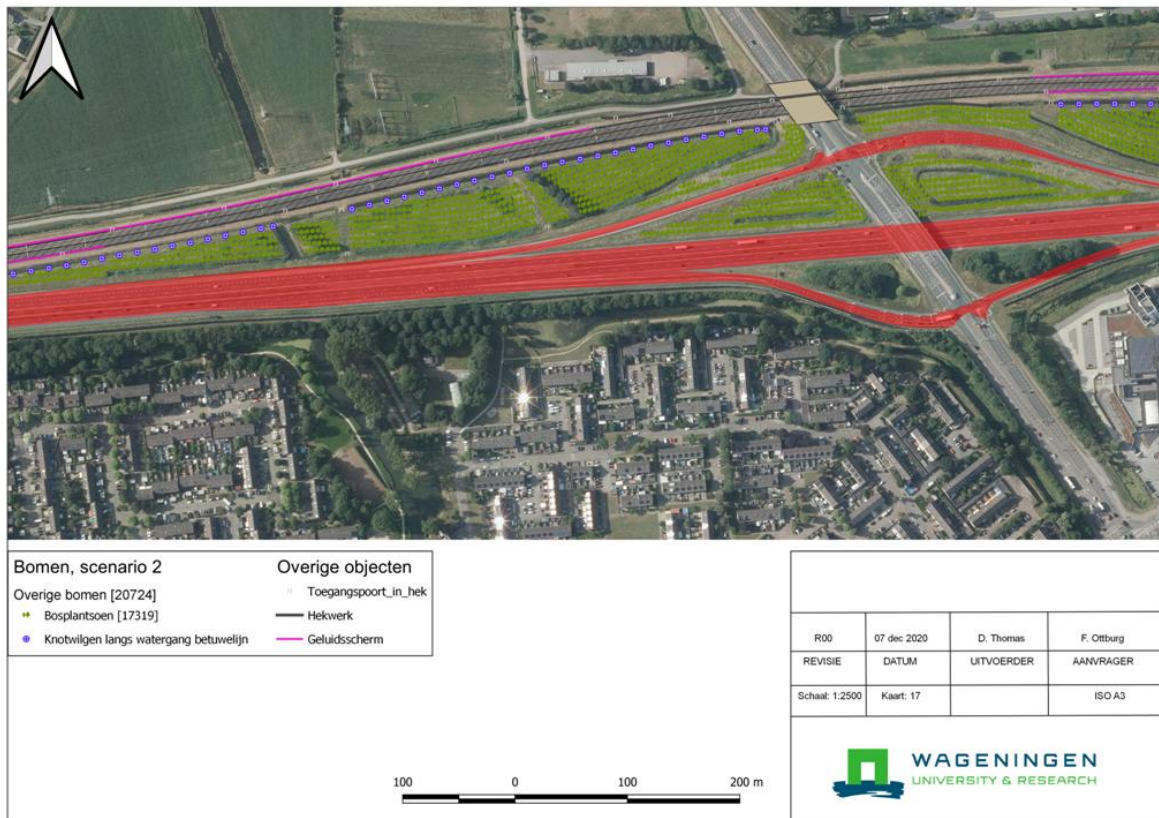 Bomen, scenario 2
Overige bomen [20724]
Bosplantsoen [17319]
Knotwilgen langs watergang betuwelijn
Overige objecten
Toegangspoort_in_hek
Hekwerk
Geluidsscherm
100 0 100 200 m
R00 07 dec 2020 D. Thomas F. Ottburg
REVISIE DATUM UITVOERDER AANVRAGER
Schaal: 1:2500 Kaart: 17 ISO A3
WAGENINGEN
UNIVERSITY & RESEARCH